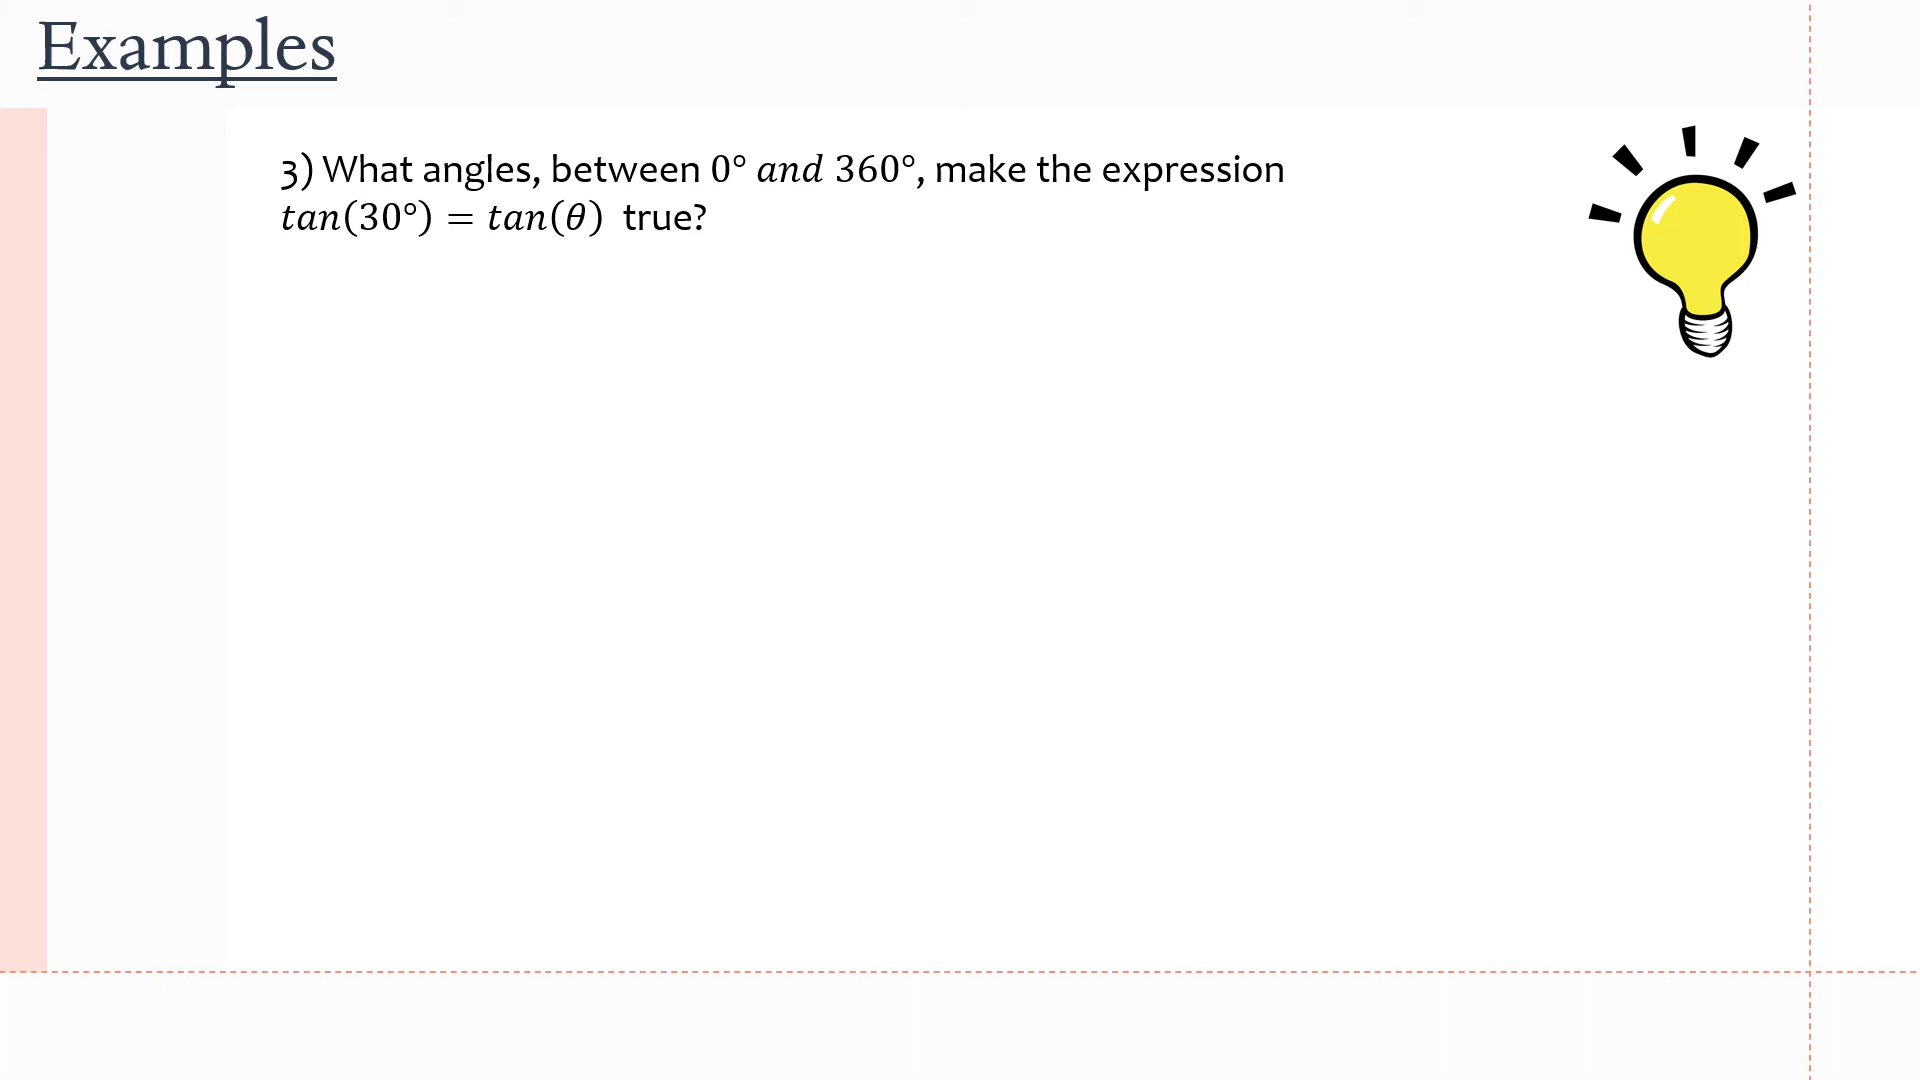 Examples
3) What angles, between 0° and 360°, make the expression
tan(30°) = tan(θ) true?